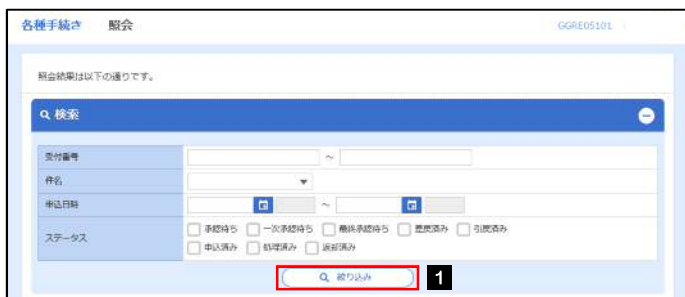 各種手続き 照会 GGRE05101
照会結果は以下の通りです。
検索
受付番号 ～
件名
申込日時 ～
ステータス 承認待ち 一次承認待ち 最終承認待ち 差戻済み 引戻済み
申込済み 処理済み 返却済み
絞り込み 1